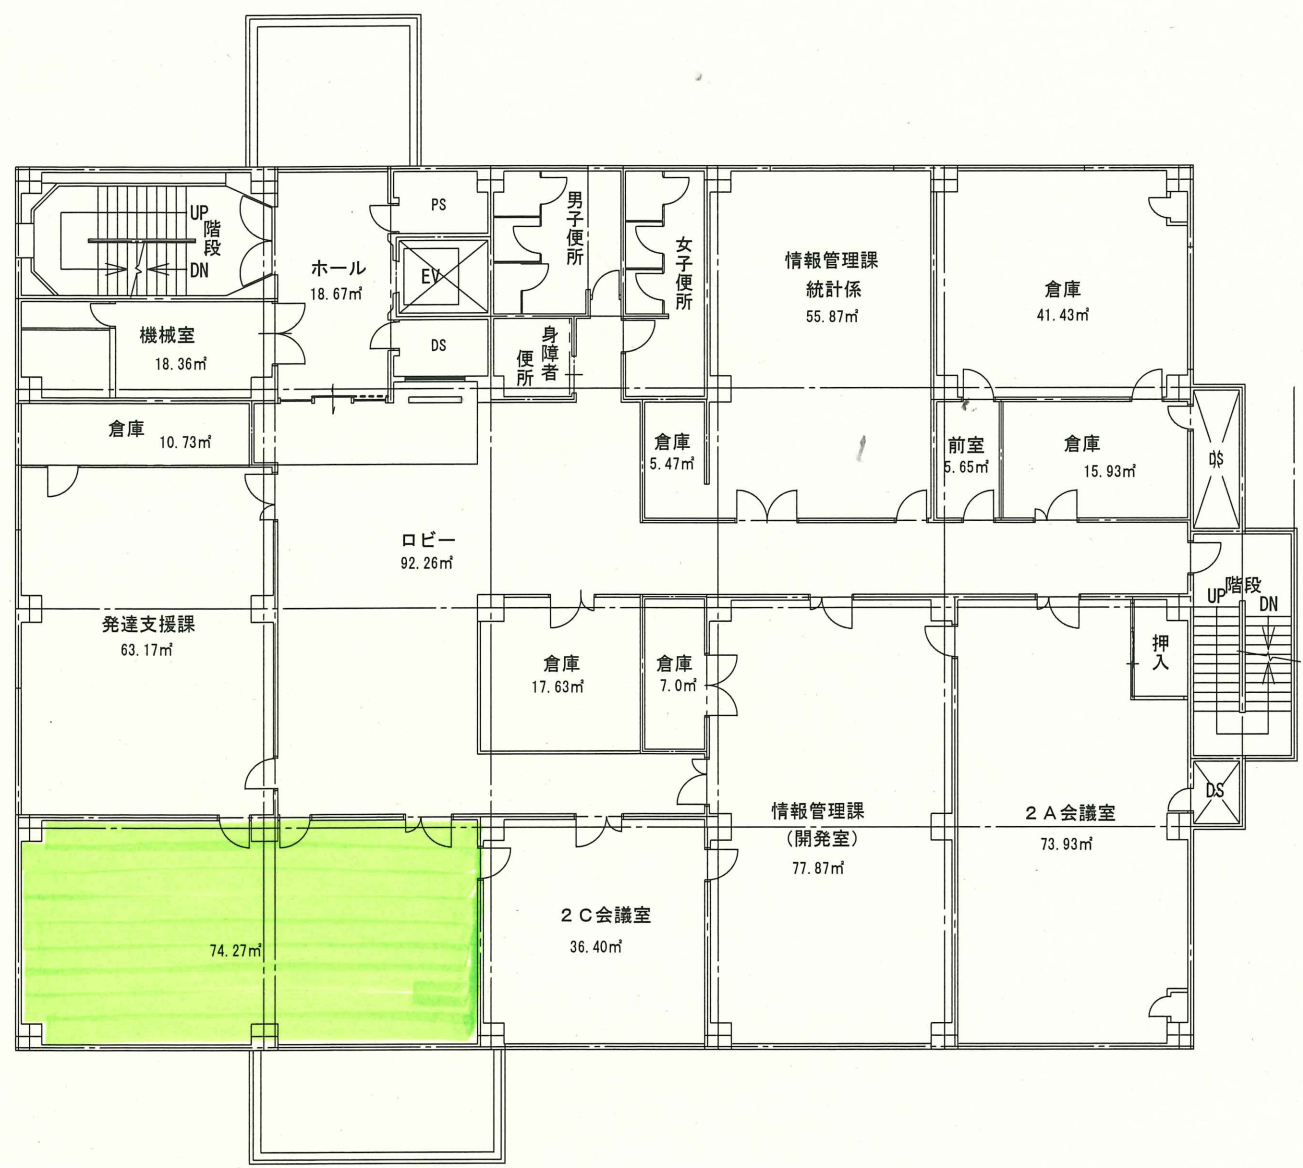 UP
階段
DN
ホール
18.67㎡
PS
EV
DS
男子便所
女子便所
身障者
便所
機械室
18.36㎡
倉庫
10.73㎡
情報管理課
統計係
55.87㎡
倉庫
41.43㎡
倉庫
5.47㎡
前室
5.65㎡
倉庫
15.93㎡
DS
ロビー
92.26㎡
発達支援課
63.17㎡
倉庫
17.63㎡
倉庫
7.0㎡
押入
階段
UP
DN
DS
情報管理課
(開発室)
77.87㎡
2A会議室
73.93㎡
74.27㎡
2C会議室
36.40㎡